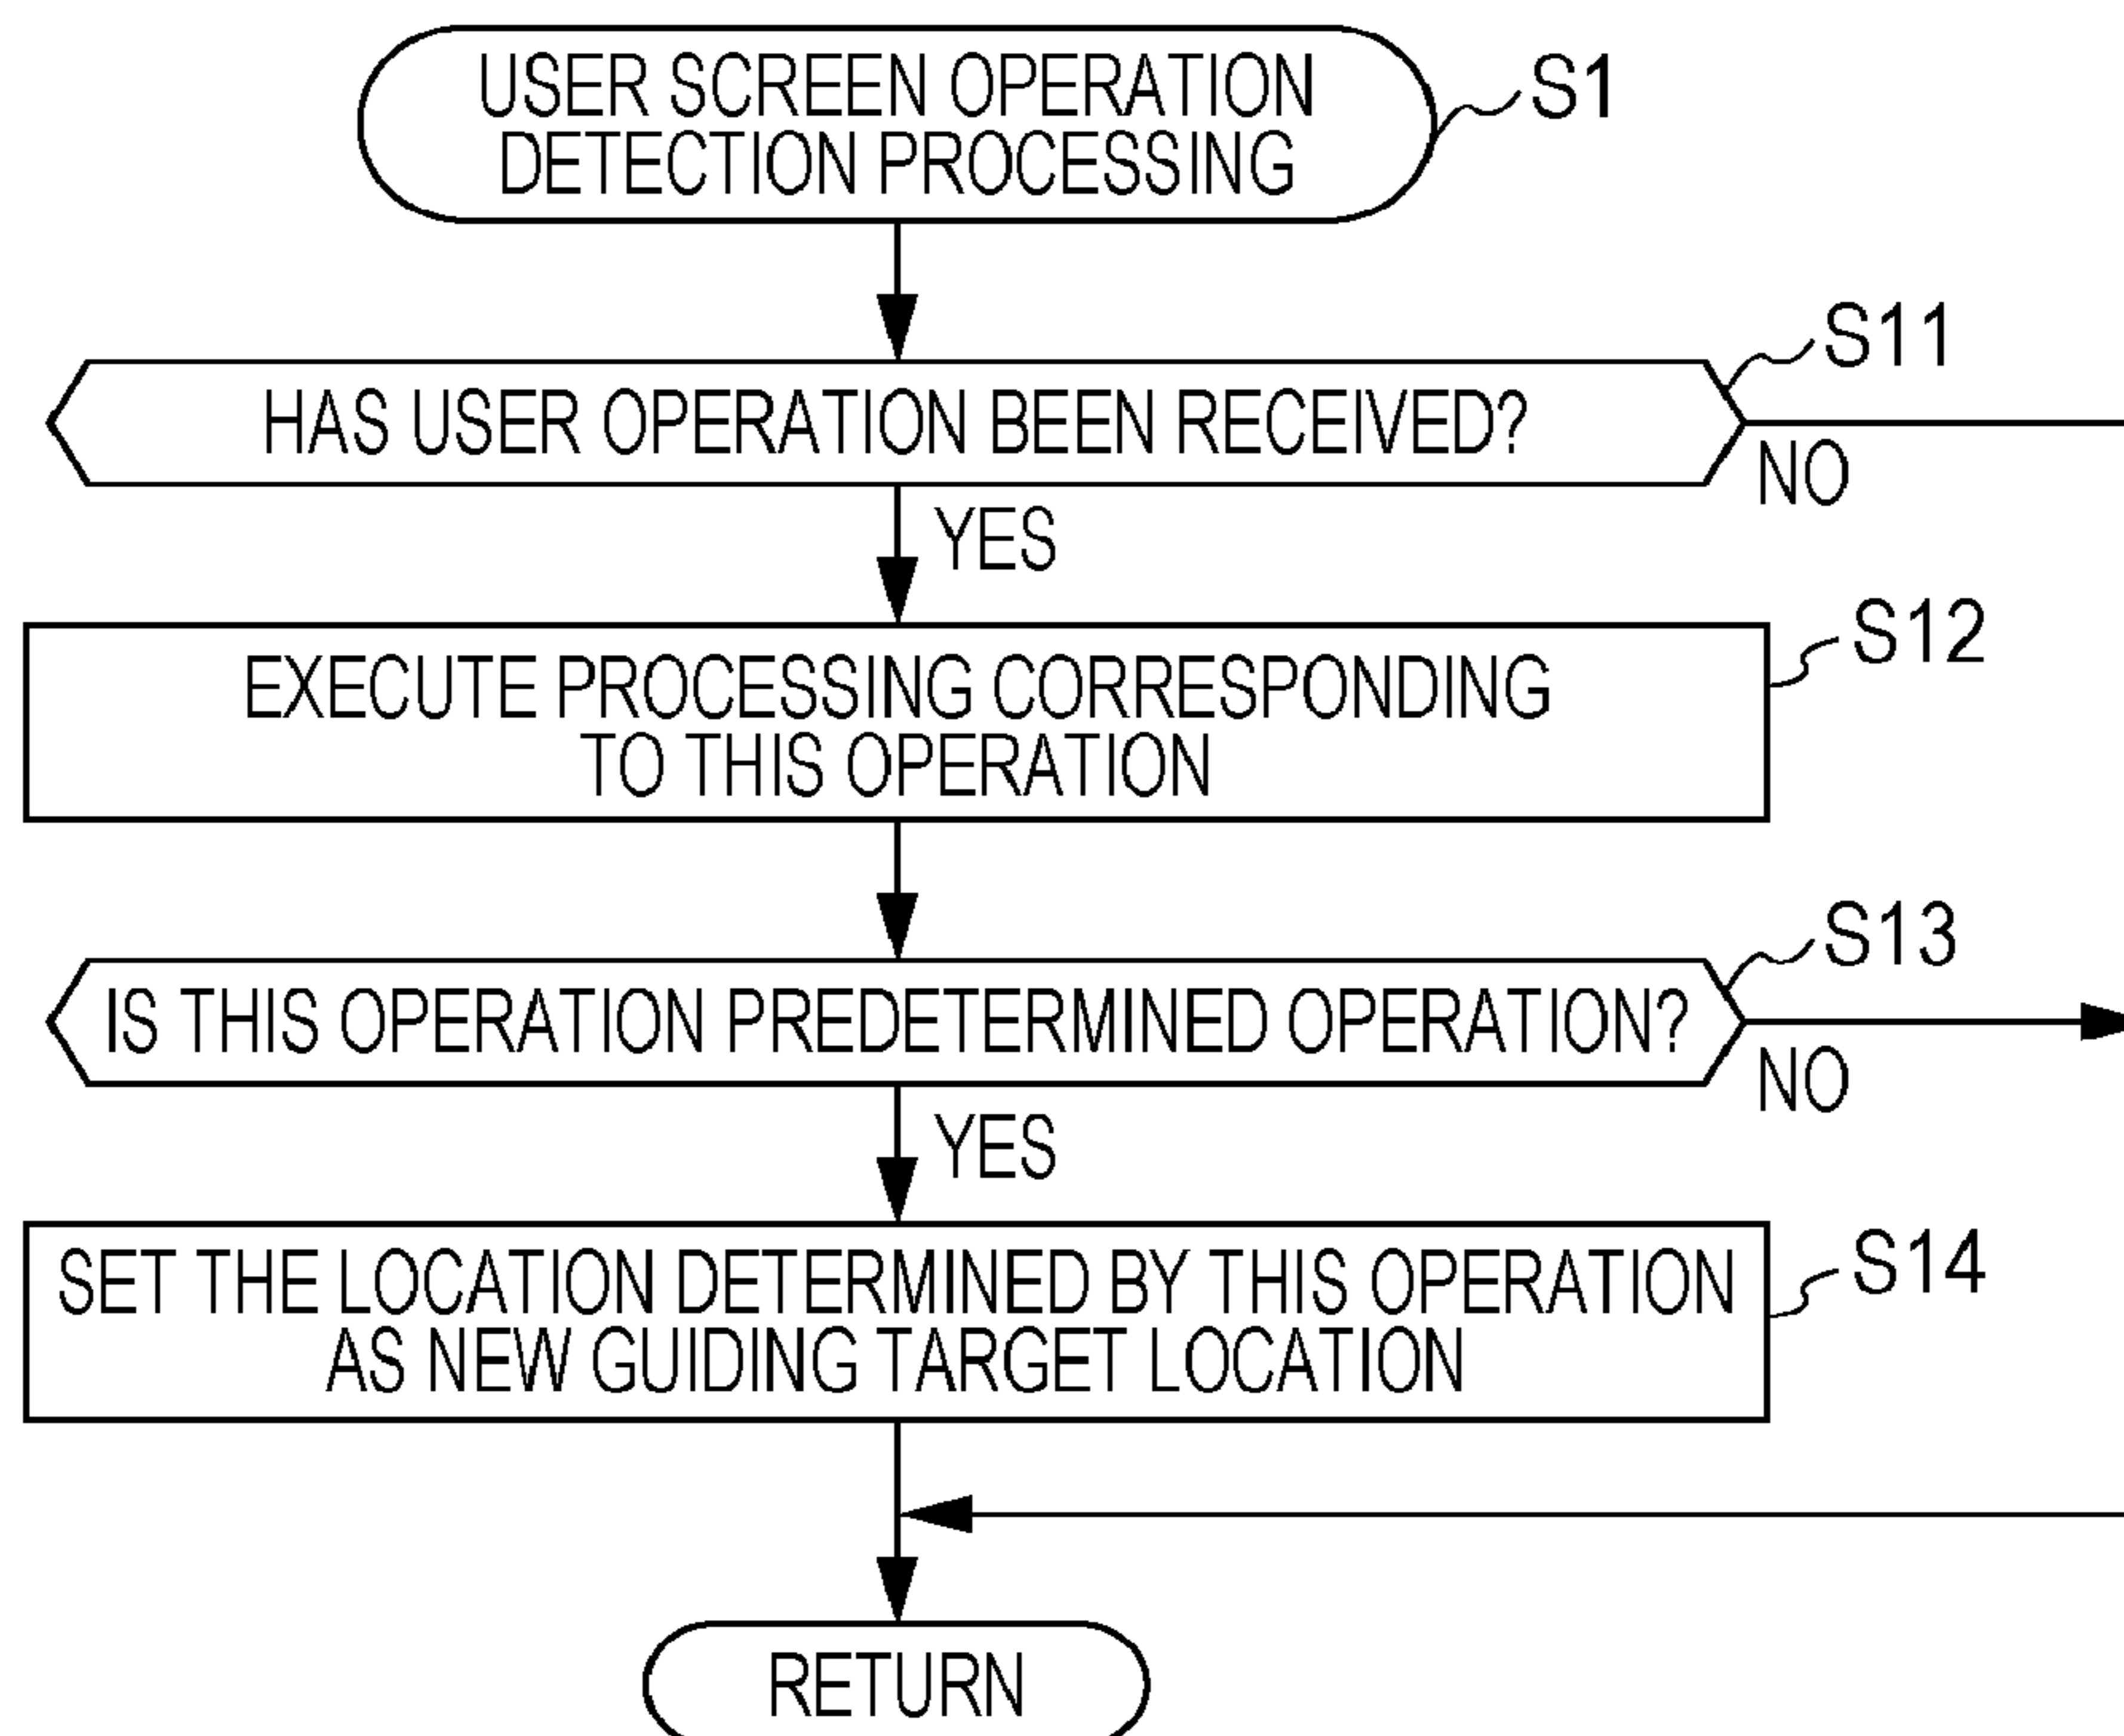 USER SCREEN OPERATION
DETECTION PROCESSING
S1
S11
HAS USER OPERATION BEEN RECEIVED?
NO
YES
S12
EXECUTE PROCESSING CORRESPONDING
TO THIS OPERATION
S13
IS THIS OPERATION PREDETERMINED OPERATION?
NO
YES
S14
SET THE LOCATION DETERMINED BY THIS OPERATION
AS NEW GUIDING TARGET LOCATION
RETURN